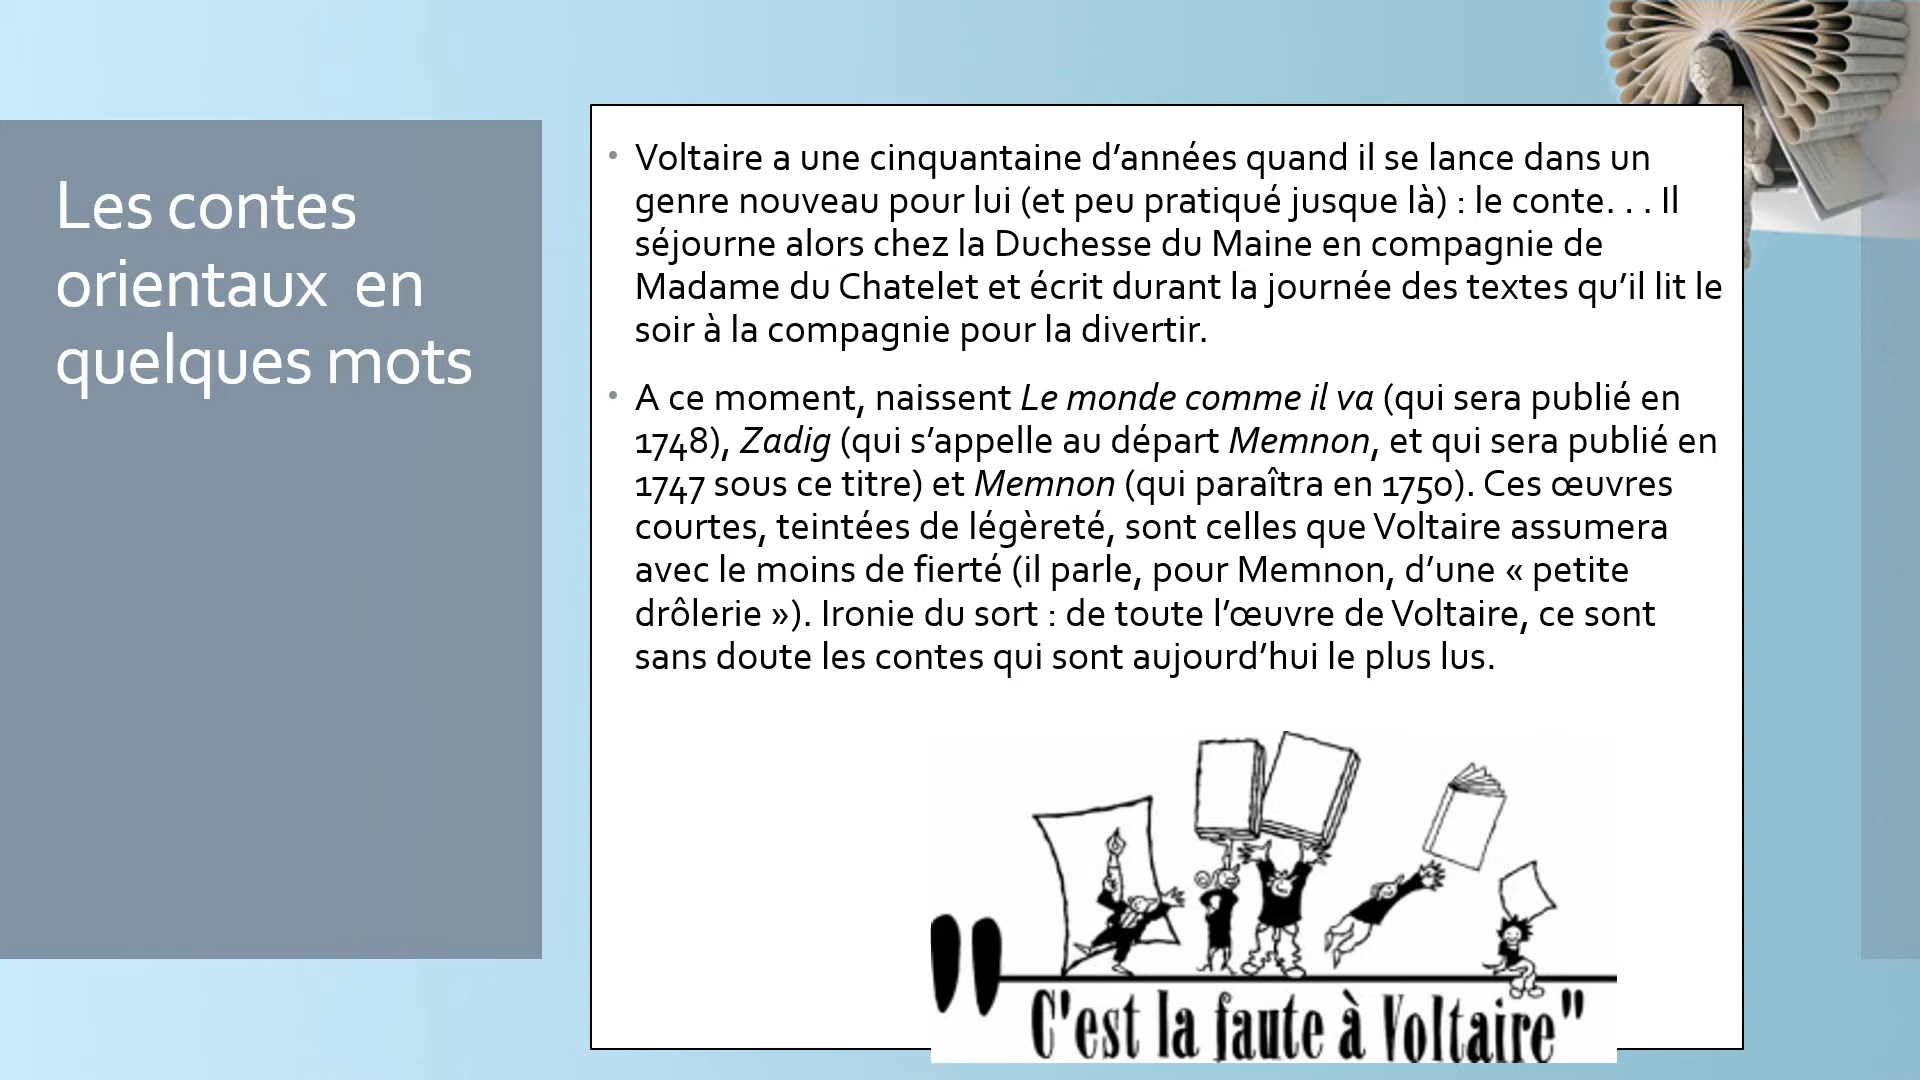 Les contes
orientaux  en
quelques mots
• Voltaire a une cinquantaine d’années quand il se lance dans un
genre nouveau pour lui (et peu pratiqué jusque là) : le conte. . . Il
séjourne alors chez la Duchesse du Maine en compagnie de
Madame du Chatelet et écrit durant la journée des textes qu’il lit le
soir à la compagnie pour la divertir.
• A ce moment, naissent Le monde comme il va (qui sera publié en
1748), Zadig (qui s’appelle au départ Memnon, et qui sera publié en
1747 sous ce titre) et Memnon (qui paraîtra en 1750). Ces œuvres
courtes, teintées de légèreté, sont celles que Voltaire assumera
avec le moins de fierté (il parle, pour Memnon, d’une « petite
drôlerie »). Ironie du sort : de toute l’œuvre de Voltaire, ce sont
sans doute les contes qui sont aujourd’hui le plus lus.
"C'est la faute à Voltaire"